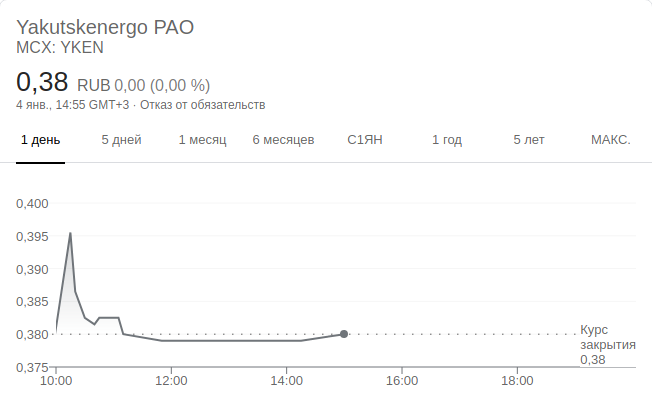 Yakutskenergo PAO
MCX: YKEN
0,38 RUB 0,00 (0,00 %)
4 янв., 14:55 GMT+3 · Отказ от обязательств
1 день 5 дней 1 месяц 6 месяцев С1ЯН 1 год 5 лет МАКС.
0,400
0,395
0,390
0,385
0,380
0,375
Курс
закрытия
0,38
10:00 12:00 14:00 16:00 18:00